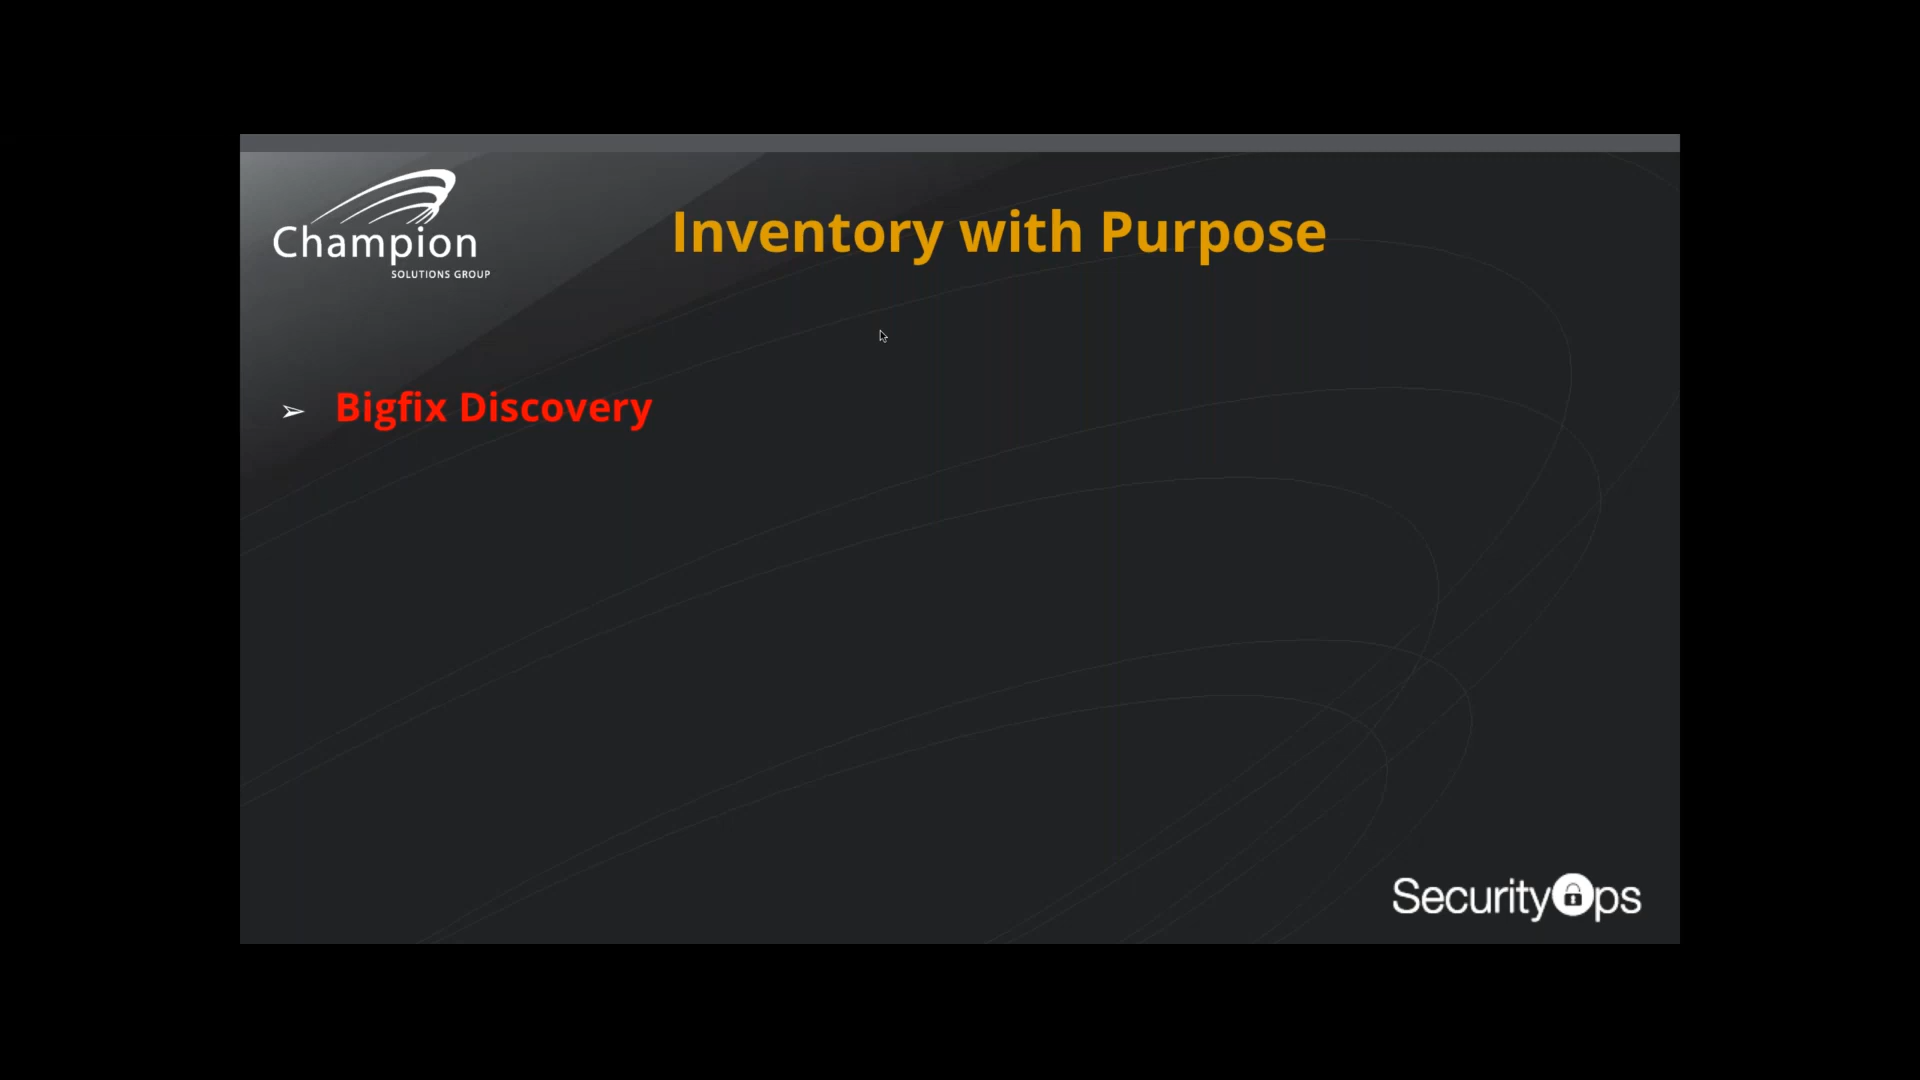 Champion
SOLUTIONS GROUP
Inventory with Purpose
➢ Bigfix Discovery
SecurityOps